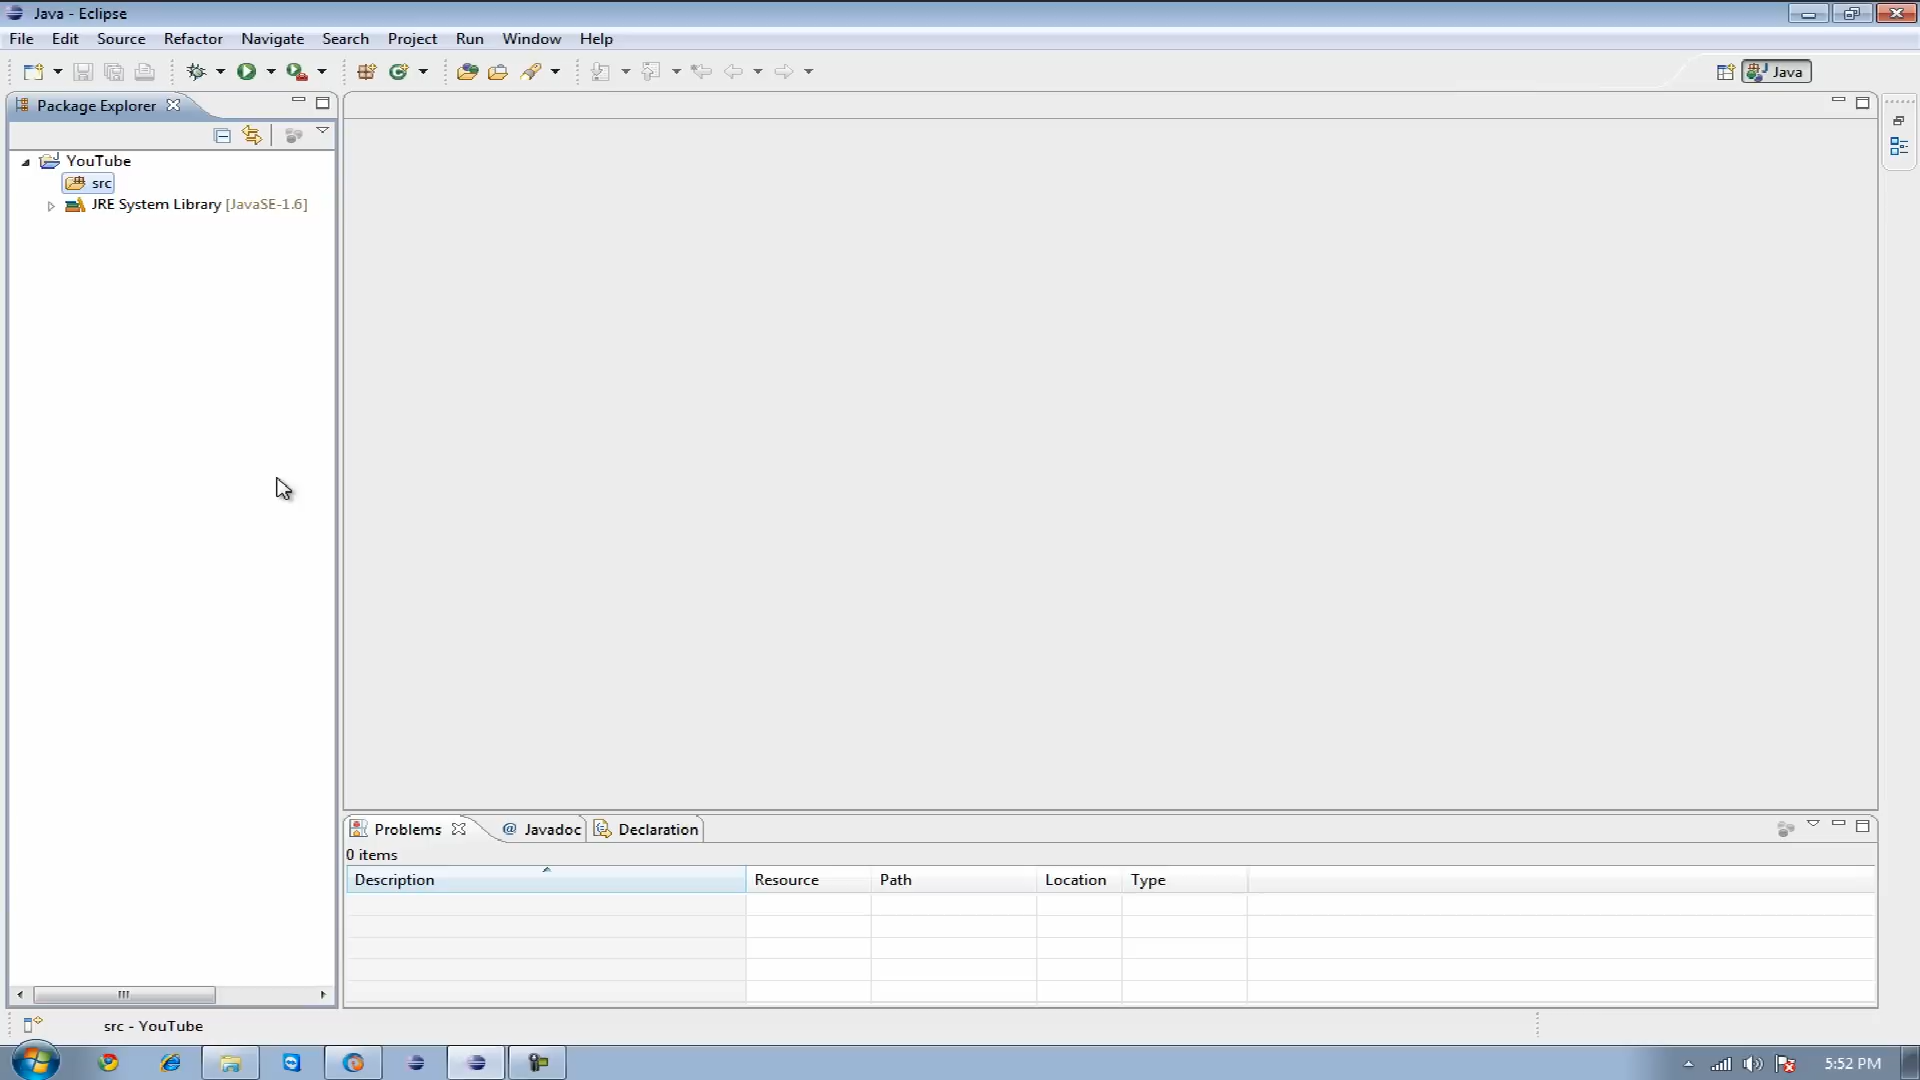 Java - Eclipse
File Edit Source Refactor Navigate Search Project Run Window Help
Java
Package Explorer
YouTube
src
JRE System Library [JavaSE-1.6]
Problems @ Javadoc Declaration
0 items
Description Resource Path Location Type
src - YouTube
5:52 PM